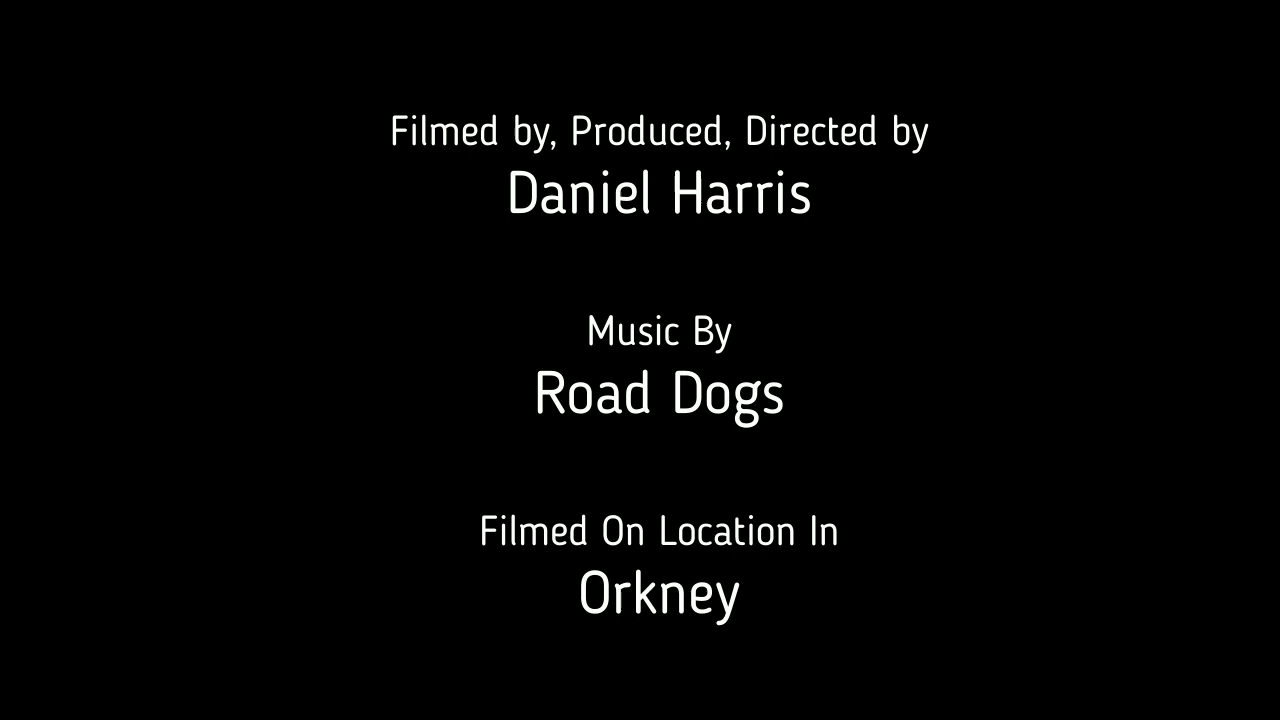 Filmed by, Produced, Directed by
Daniel Harris
Music By
Road Dogs
Filmed On Location In
Orkney